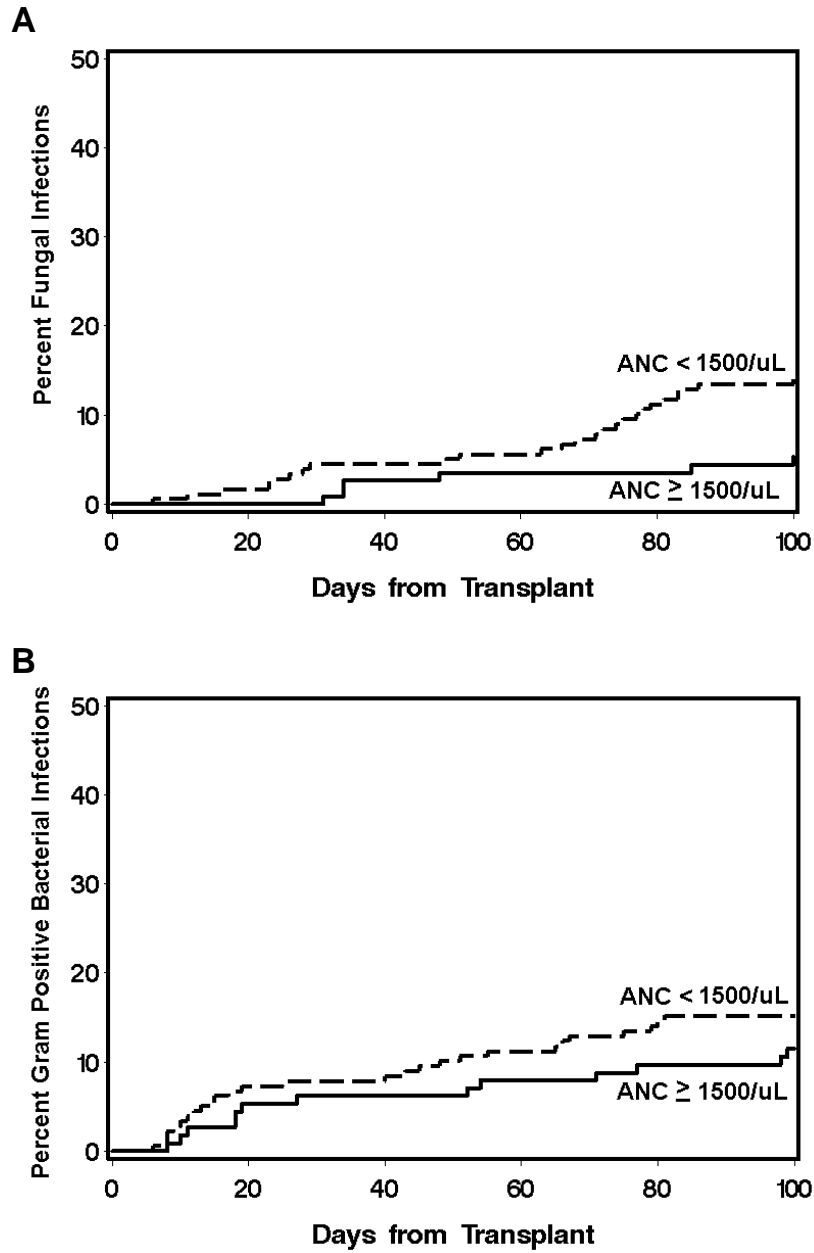 A
Percent Fungal Infections
50
40
30
20
10
0
ANC < 1500/uL
ANC ≥ 1500/uL
0 20 40 60 80 100
Days from Transplant
B
Percent Gram Positive Bacterial Infections
50
40
30
20
10
0
ANC < 1500/uL
ANC ≥ 1500/uL
0 20 40 60 80 100
Days from Transplant